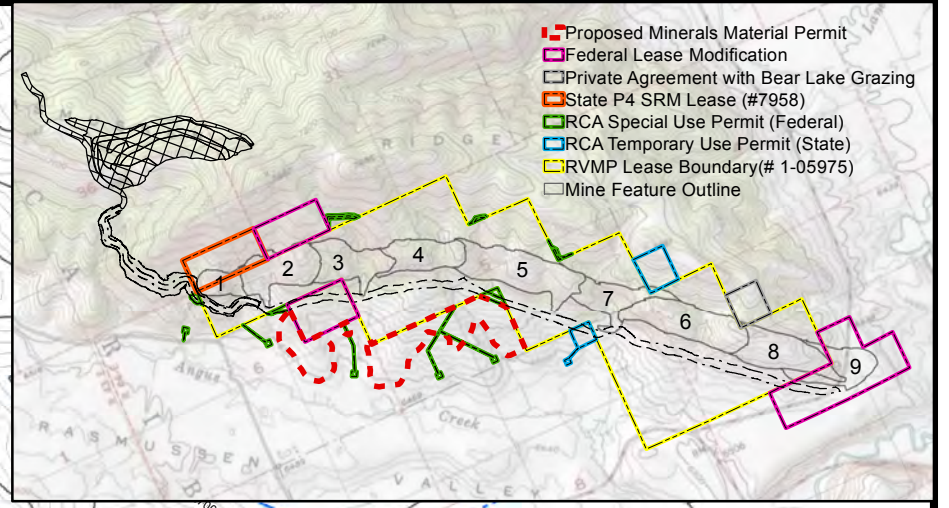 Proposed Minerals Material Permit
Federal Lease Modification
Private Agreement with Bear Lake Grazing
State P4 SRM Lease (#7958)
RCA Special Use Permit (Federal)
RCA Temporary Use Permit (State)
RVMP Lease Boundary(# 1-05975)
Mine Feature Outline
RIDGE
1
2
3
4
5
7
6
8
9
Angus
6
Creek
RASMUSSEN
VALLEY
8